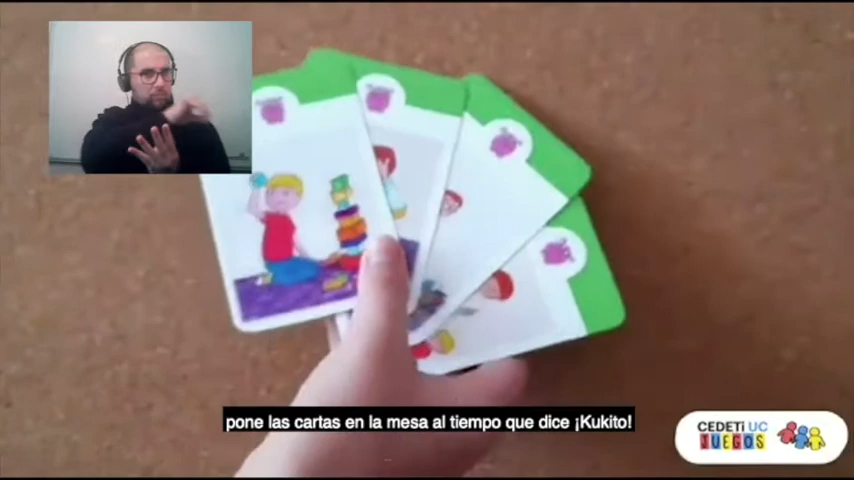 pone las cartas en la mesa al tiempo que dice ¡Kukito!
CEDETi UC
JUEGOS